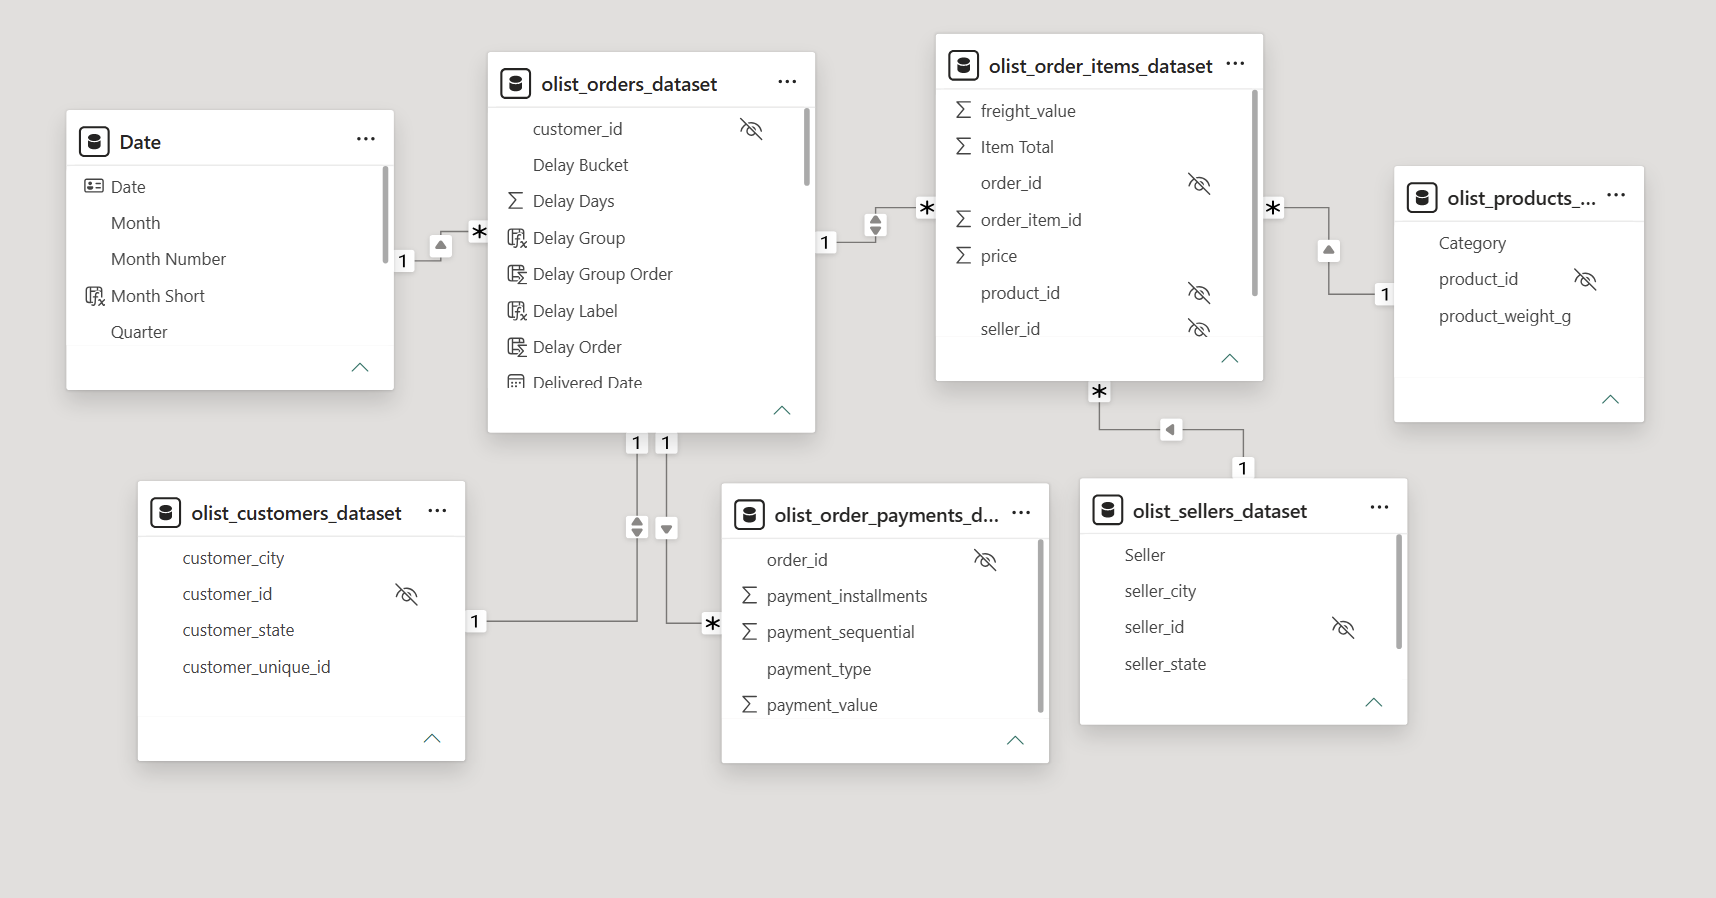 Date
Date
Month
Month Number
Month Short
Quarter
1
*
olist_orders_dataset
customer_id
Delay Bucket
Delay Days
Delay Group
Delay Group Order
Delay Label
Delay Order
Delivered Date
1
*
olist_order_items_dataset
freight_value
Item Total
order_id
order_item_id
price
product_id
seller_id
*
1
olist_products_...
Category
product_id
product_weight_g
1
1
*
1
olist_customers_dataset
customer_city
customer_id
customer_state
customer_unique_id
1
*
olist_order_payments_d...
order_id
payment_installments
payment_sequential
payment_type
payment_value
olist_sellers_dataset
Seller
seller_city
seller_id
seller_state